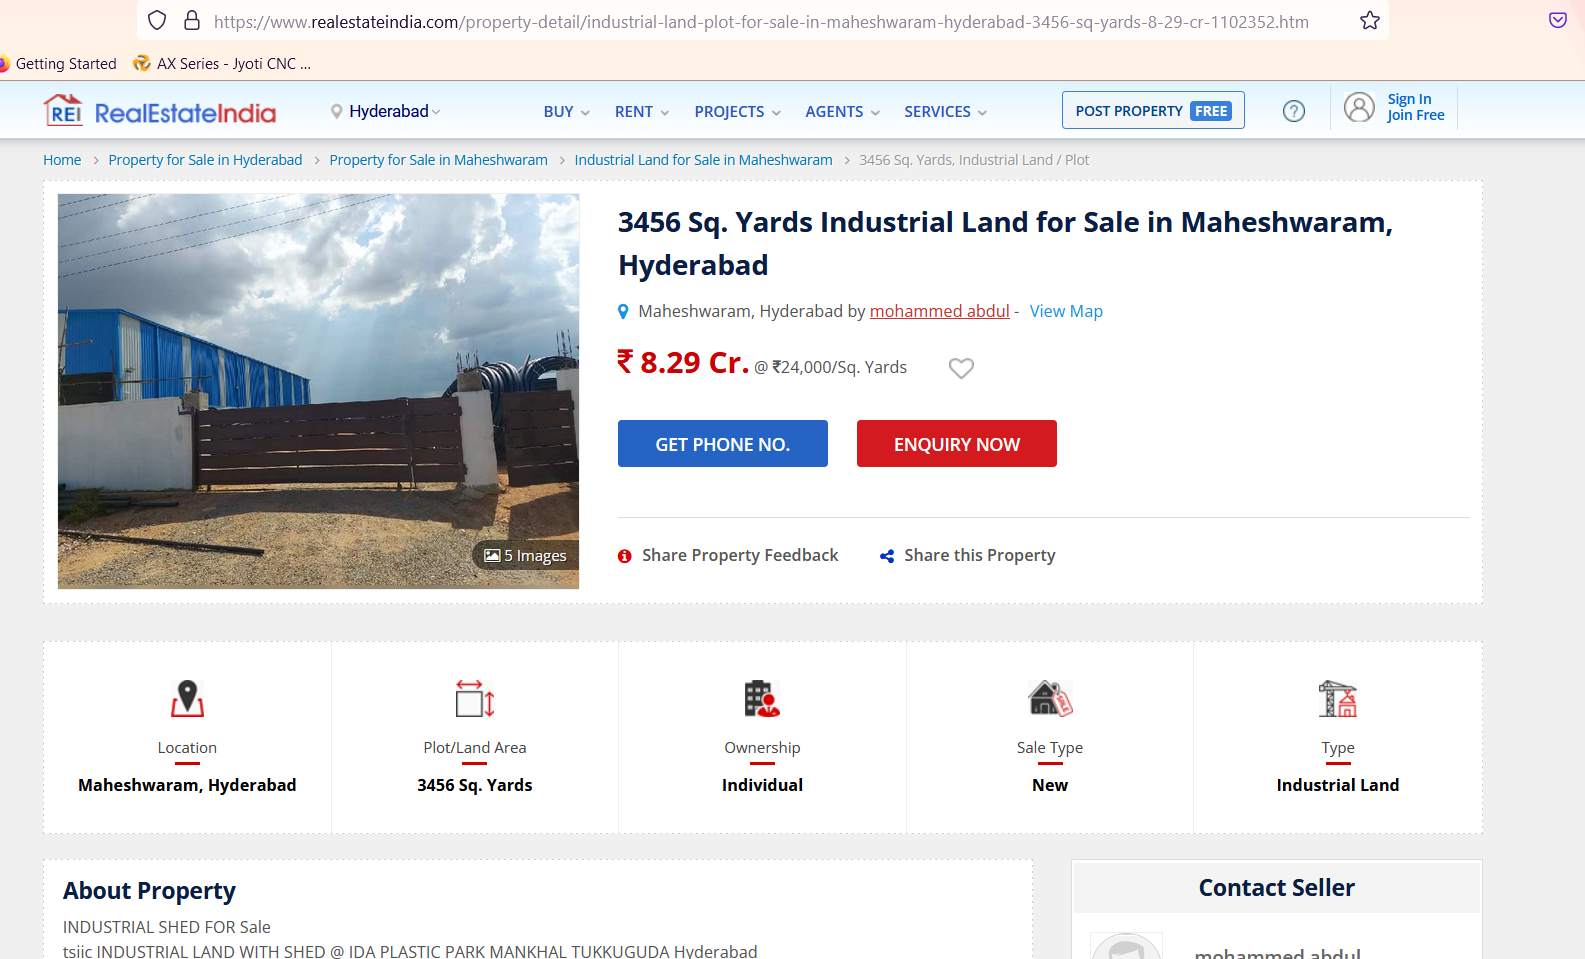 https://www.realestateindia.com/property-detail/industrial-land-plot-for-sale-in-maheshwaram-hyderabad-3456-sq-yards-8-29-cr-1102352.htm
Getting Started
AX Series - Jyoti CNC ...
REI RealEstateIndia
Hyderabad
BUY
RENT
PROJECTS
AGENTS
SERVICES
POST PROPERTY FREE
?
Sign In
Join Free
Home > Property for Sale in Hyderabad > Property for Sale in Maheshwaram > Industrial Land for Sale in Maheshwaram > 3456 Sq. Yards, Industrial Land / Plot
5 Images
3456 Sq. Yards Industrial Land for Sale in Maheshwaram,
Hyderabad
Maheshwaram, Hyderabad by mohammed abdul - View Map
₹ 8.29 Cr. @ ₹24,000/Sq. Yards
GET PHONE NO.
ENQUIRY NOW
Share Property Feedback
Share this Property
Location
Maheshwaram, Hyderabad
Plot/Land Area
3456 Sq. Yards
Ownership
Individual
SALE
Sale Type
New
Type
Industrial Land
About Property
INDUSTRIAL SHED FOR Sale
tsiic INDUSTRIAL LAND WITH SHED @ IDA PLASTIC PARK MANKHAL TUKKUGUDA Hyderabad
Contact Seller
mohammed abdul